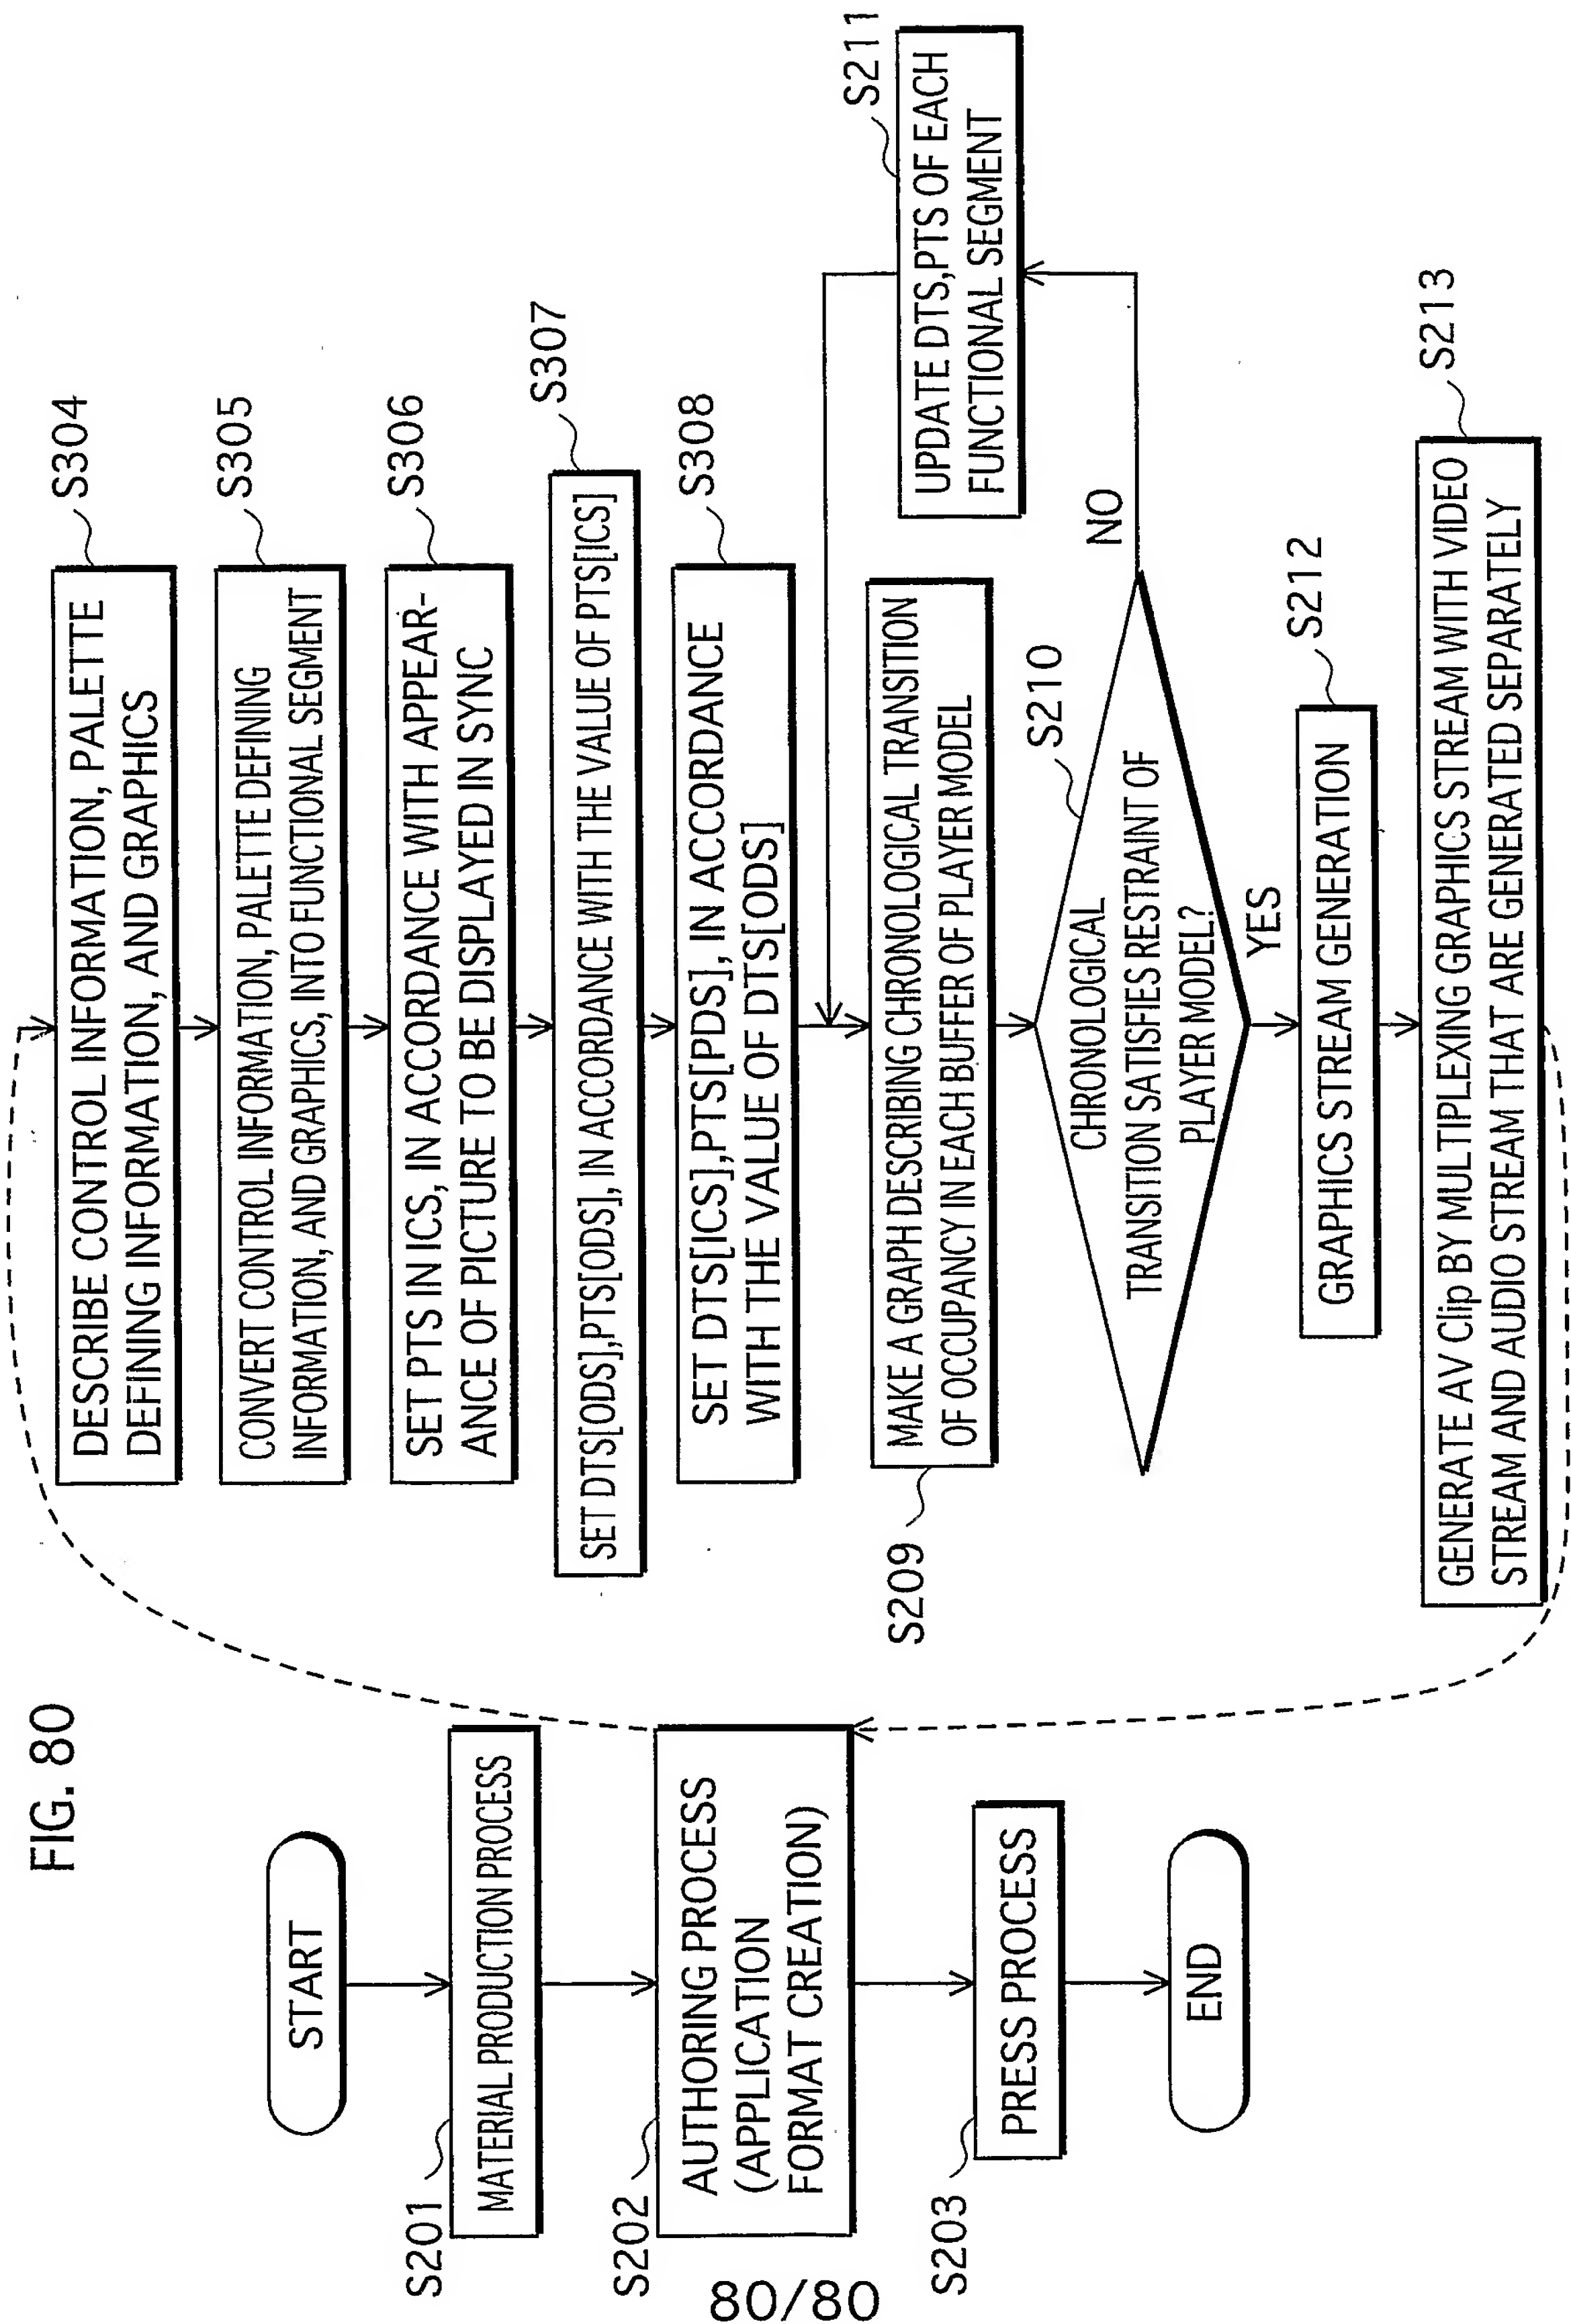 FIG. 80
START
S201
MATERIAL PRODUCTION PROCESS
S202
AUTHORING PROCESS
(APPLICATION
FORMAT CREATION)
S203
PRESS PROCESS
END
S304
DESCRIBE CONTROL INFORMATION, PALETTE
DEFINING INFORMATION, AND GRAPHICS
S305
CONVERT CONTROL INFORMATION, PALETTE DEFINING
INFORMATION, AND GRAPHICS, INTO FUNCTIONAL SEGMENT
S306
SET PTS IN ICS, IN ACCORDANCE WITH APPEAR-
ANCE OF PICTURE TO BE DISPLAYED IN SYNC
S307
SET DTS[ODS],PTS[ODS], IN ACCORDANCE WITH THE VALUE OF PTS[ICS]
S308
SET DTS[ICS],PTS[PDS], IN ACCORDANCE
WITH THE VALUE OF DTS[ODS]
S209
MAKE A GRAPH DESCRIBING CHRONOLOGICAL TRANSITION
OF OCCUPANCY IN EACH BUFFER OF PLAYER MODEL
S210
CHRONOLOGICAL
TRANSITION SATISFIES RESTRAINT OF
PLAYER MODEL?
NO
S211
UPDATE DTS,PTS OF EACH
FUNCTIONAL SEGMENT
YES
S212
GRAPHICS STREAM GENERATION
S213
GENERATE AV Clip BY MULTIPLEXING GRAPHICS STREAM WITH VIDEO
STREAM AND AUDIO STREAM THAT ARE GENERATED SEPARATELY
80/80